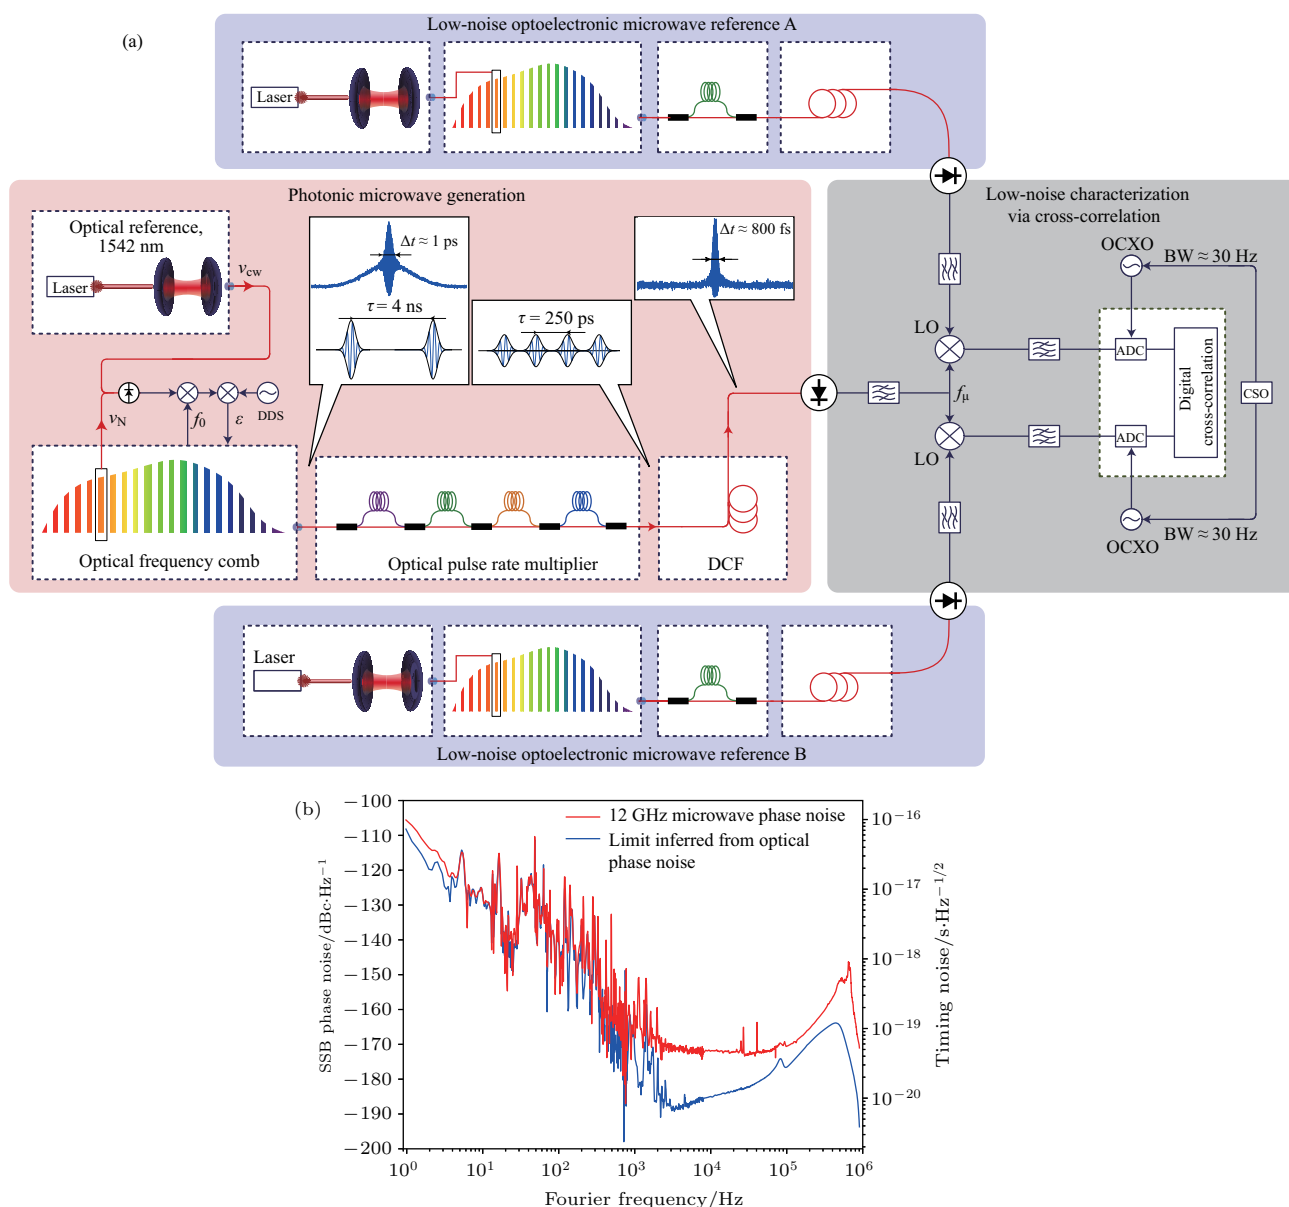 (a)
Low-noise optoelectronic microwave reference A
Laser
Photonic microwave generation
Optical reference,
1542 nm
Laser
νcw
νN
f0
ε
DDS
Optical frequency comb
Δt ≈ 1 ps
τ = 4 ns
τ = 250 ps
Δt ≈ 800 fs
Optical pulse rate multiplier
DCF
Low-noise characterization
via cross-correlation
OCXO
BW ≈ 30 Hz
LO
ADC
fμ
Digital
cross-correlation
CSO
LO
ADC
OCXO
BW ≈ 30 Hz
Laser
Low-noise optoelectronic microwave reference B
(b)
12 GHz microwave phase noise
Limit inferred from optical
phase noise
SSB phase noise/dBc·Hz⁻¹
−100
−110
−120
−130
−140
−150
−160
−170
−180
−190
−200
10⁻¹⁶
10⁻¹⁷
10⁻¹⁸
10⁻¹⁹
10⁻²⁰
Timing noise/s·Hz⁻¹/²
10⁰ 10¹ 10² 10³ 10⁴ 10⁵ 10⁶
Fourier frequency/Hz